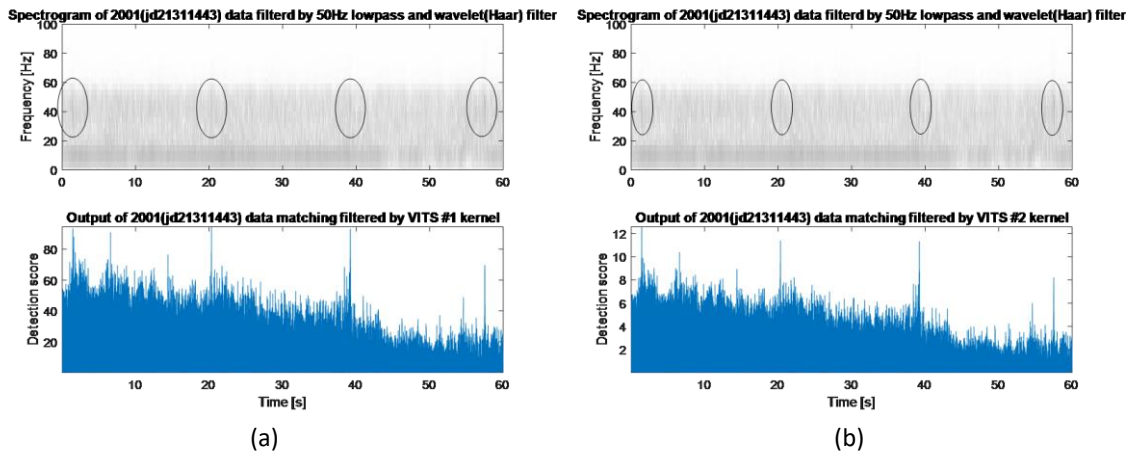 Spectrogram of 2001(jd21311443) data filterd by 50Hz lowpass and wavelet(Haar) filter
100
80
60
40
20
0
Frequency [Hz]
0 10 20 30 40 50 60
Output of 2001(jd21311443) data matching filtered by VITS #1 kernel
80
60
40
20
Detection score
10 20 30 40 50 60
Time [s]
(a)
Spectrogram of 2001(jd21311443) data filterd by 50Hz lowpass and wavelet(Haar) filter
100
80
60
40
20
0
Frequency [Hz]
0 10 20 30 40 50 60
Output of 2001(jd21311443) data matching filtered by VITS #2 kernel
12
10
8
6
4
2
Detection score
10 20 30 40 50 60
Time [s]
(b)